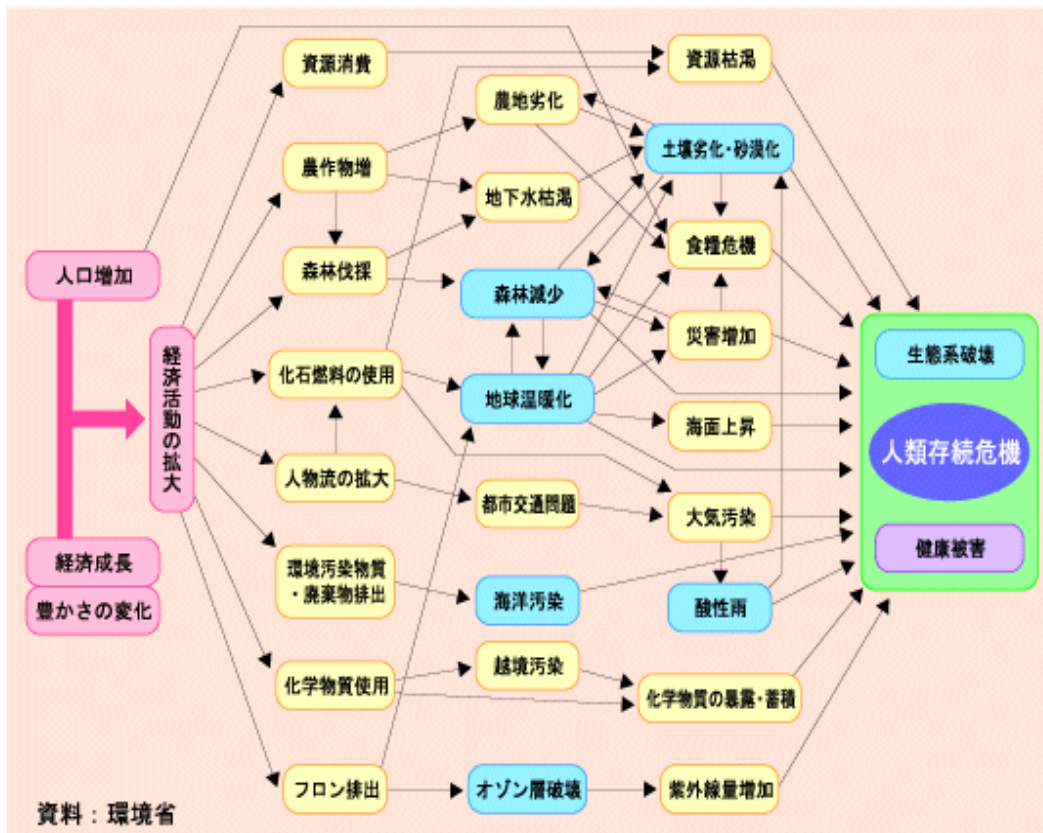 資源消費
資源枯渇
農地劣化
土壌劣化・砂漠化
農作物増
地下水枯渇
人口増加
森林伐採
食糧危機
森林減少
災害増加
経済活動の拡大
生態系破壊
化石燃料の使用
地球温暖化
海面上昇
人類存続危機
人物流の拡大
都市交通問題
大気汚染
経済成長
豊かさの変化
環境汚染物質
・廃棄物排出
海洋汚染
酸性雨
健康被害
越境汚染
化学物質使用
化学物質の暴露・蓄積
フロン排出
オゾン層破壊
紫外線量増加
資料：環境省